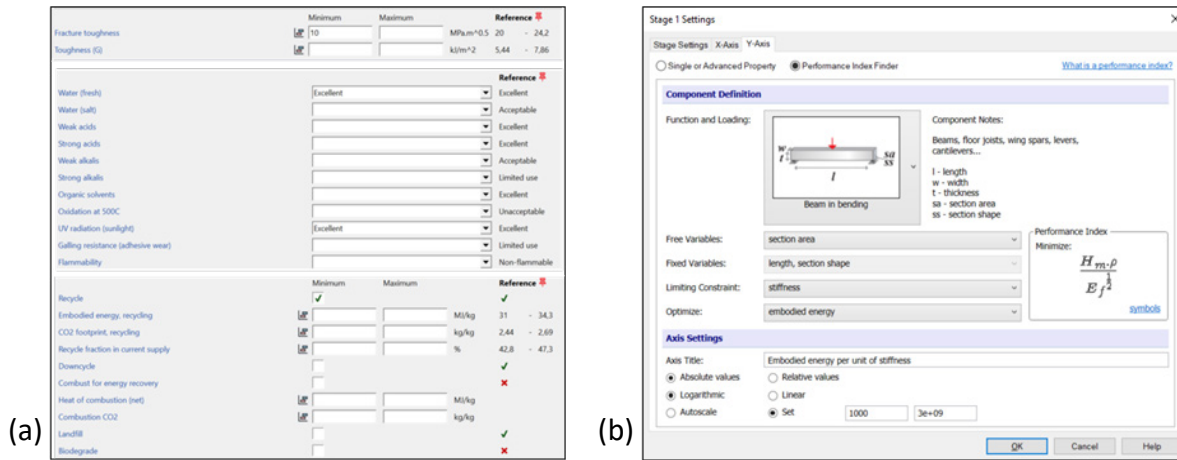 Minimum Maximum Reference
Fracture toughness 10 MPa.m^0.5 20 - 24,2
Toughness (G) kJ/m^2 5,44 - 7,86
Reference
Water (fresh) Excellent Excellent
Water (salt) Acceptable
Weak acids Excellent
Strong acids Excellent
Weak alkalis Acceptable
Strong alkalis Limited use
Organic solvents Excellent
Oxidation at 500C Unacceptable
UV radiation (sunlight) Excellent Excellent
Galling resistance (adhesive wear) Limited use
Flammability Non-flammable
Minimum Maximum Reference
Recycle
Embodied energy, recycling MJ/kg 31 - 34,3
CO2 footprint, recycling kg/kg 2,44 - 2,69
Recycle fraction in current supply % 42,8 - 47,3
Downcycle
Combust for energy recovery
Heat of combustion (net) MJ/kg
Combustion CO2 kg/kg
Landfill
Biodegrade
(a)
Stage 1 Settings
Stage Settings X-Axis Y-Axis
Single or Advanced Property Performance Index Finder What is a performance index?
Component Definition
Function and Loading:
w
t
l
sa
ss
Beam in bending
Component Notes:
Beams, floor joists, wing spars, levers,
cantilevers...
l - length
w - width
t - thickness
sa - section area
ss - section shape
Free Variables: section area
Fixed Variables: length, section shape
Limiting Constraint: stiffness
Optimize: embodied energy
Performance Index
Minimize:
H m · ρ
E f 1/2
symbols
Axis Settings
Axis Title: Embodied energy per unit of stiffness
Absolute values Relative values
Logarithmic Linear
Autoscale Set 1000 3e+09
OK Cancel Help
(b)